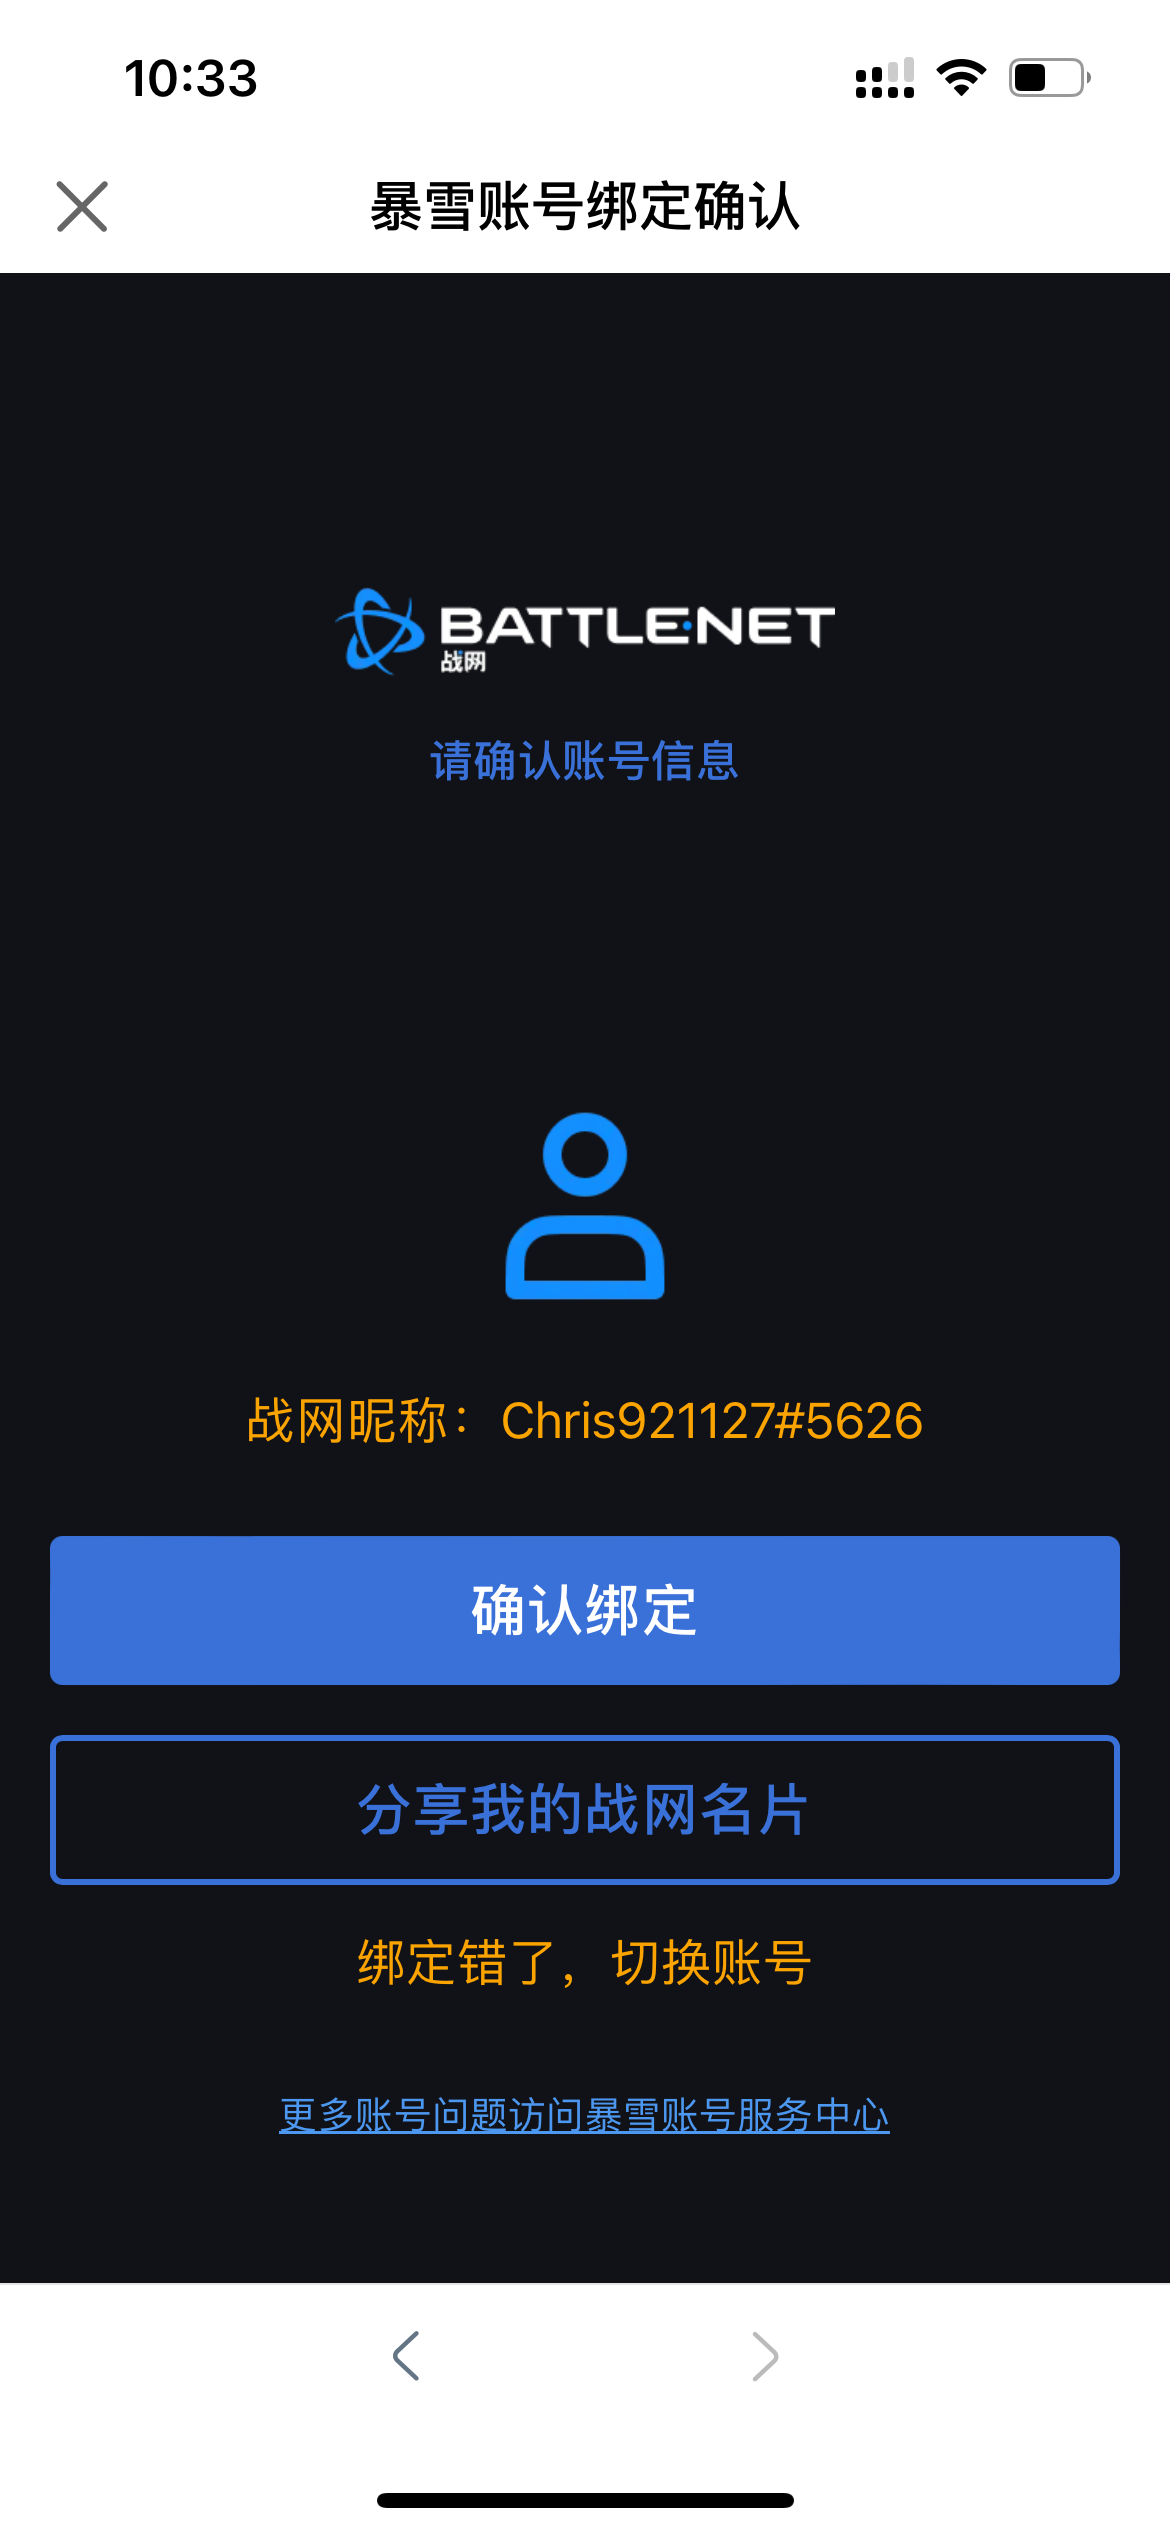 10:33
暴雪账号绑定确认
BATTLE.NET
战网
请确认账号信息
战网昵称：Chris921127#5626
确认绑定
分享我的战网名片
绑定错了，切换账号
更多账号问题访问暴雪账号服务中心